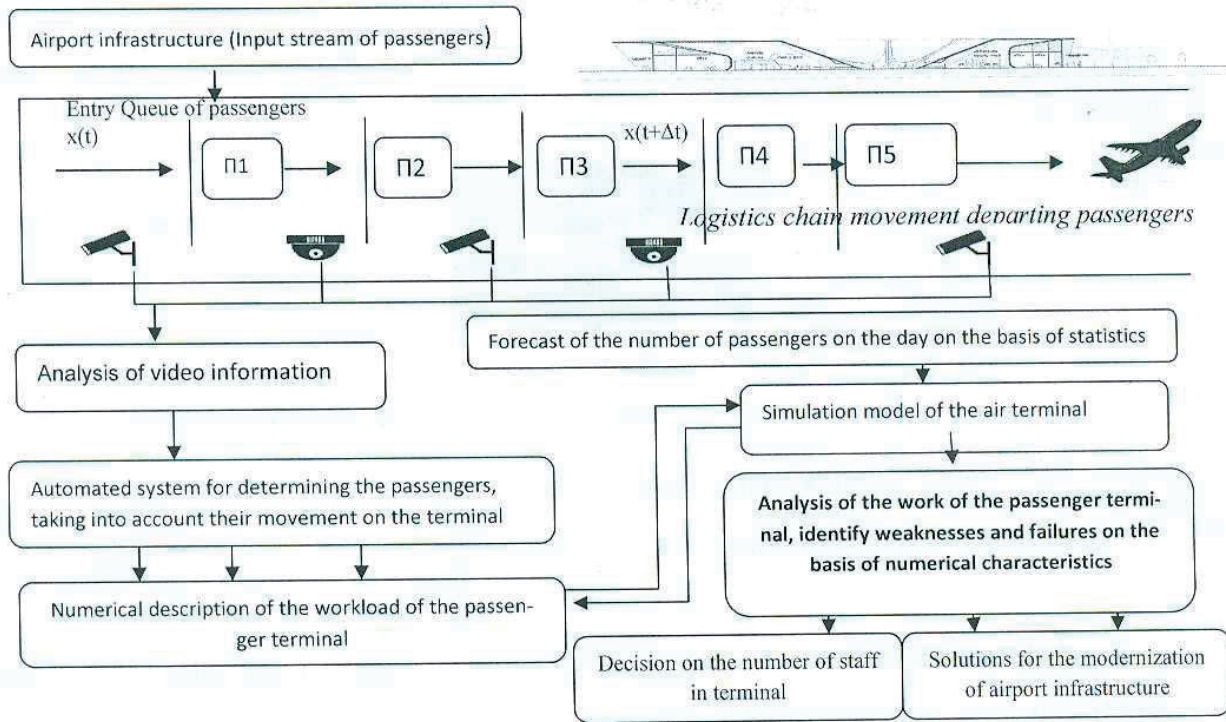 Airport infrastructure (Input stream of passengers)
Entry Queue of passengers
x(t)
x(t+Δt)
П1
П2
П3
П4
П5
Logistics chain movement departing passengers
Forecast of the number of passengers on the day on the basis of statistics
Analysis of video information
Simulation model of the air terminal
Automated system for determining the passengers,
taking into account their movement on the terminal
Analysis of the work of the passenger termi-
nal, identify weaknesses and failures on the
basis of numerical characteristics
Numerical description of the workload of the passen-
ger terminal
Decision on the number of staff
in terminal
Solutions for the modernization
of airport infrastructure